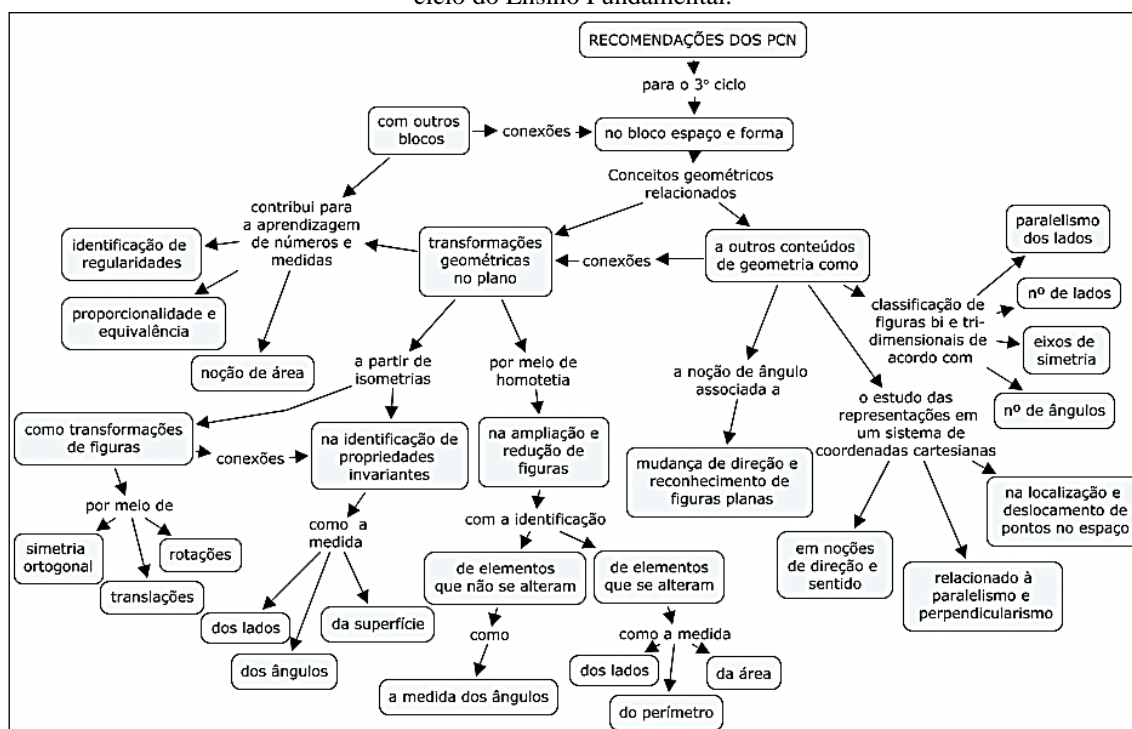 ciclo do Ensino Fundamental.
RECOMENDAÇÕES DOS PCN
para o 3º ciclo
com outros
blocos
conexões
no bloco espaço e forma
Conceitos geométricos
relacionados
contribui para
a aprendizagem
de números e
medidas
identificação de
regularidades
proporcionalidade e
equivalência
noção de área
transformações
geométricas
no plano
conexões
a outros conteúdos
de geometria como
paralelismo
dos lados
nº de lados
classificação de
figuras bi e tri-
dimensionais de
acordo com
eixos de
simetria
nº de ângulos
a partir de
isometrias
por meio de
homotetia
a noção de ângulo
associada a
o estudo das
representações em
um sistema de
coordenadas cartesianas
como transformações
de figuras
conexões
na identificação de
propriedades
invariantes
na ampliação e
redução de
figuras
mudança de direção e
reconhecimento de
figuras planas
na localização e
deslocamento de
pontos no espaço
por meio de
simetria
ortogonal
rotações
translações
como a
medida
com a identificação
em noções
de direção e
sentido
relacionado à
paralelismo e
perpendicularismo
de elementos
que não se alteram
de elementos
que se alteram
dos lados
da superfície
dos ângulos
como
a medida dos ângulos
como a medida
dos lados
da área
do perímetro